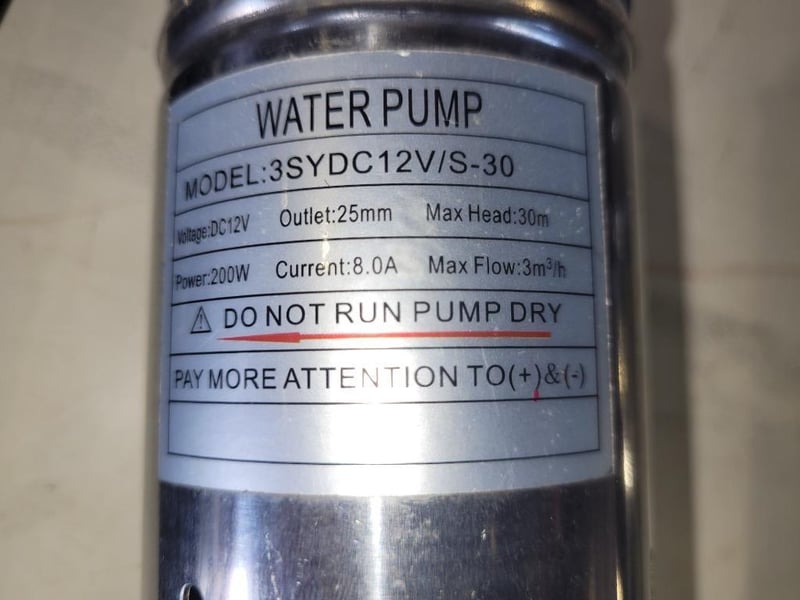 WATER PUMP
MODEL:3SYDC12V/S-30
Voltage:DC12V Outlet:25mm Max Head:30m
Power:200W Current:8.0A Max Flow:3m³/h
DO NOT RUN PUMP DRY
PAY MORE ATTENTION TO(+)&(-)